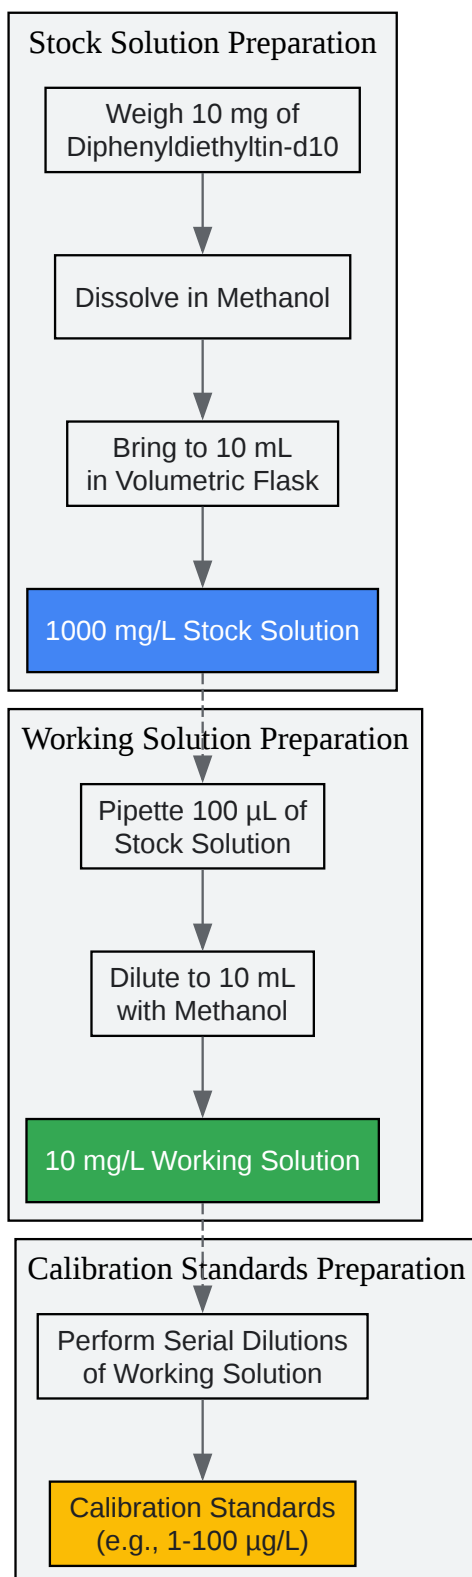 Stock Solution Preparation
Weigh 10 mg of
Diphenyldiethyltin-d10
Dissolve in Methanol
Bring to 10 mL
in Volumetric Flask
1000 mg/L Stock Solution
Working Solution Preparation
Pipette 100 µL of
Stock Solution
Dilute to 10 mL
with Methanol
10 mg/L Working Solution
Calibration Standards Preparation
Perform Serial Dilutions
of Working Solution
Calibration Standards
(e.g., 1-100 µg/L)